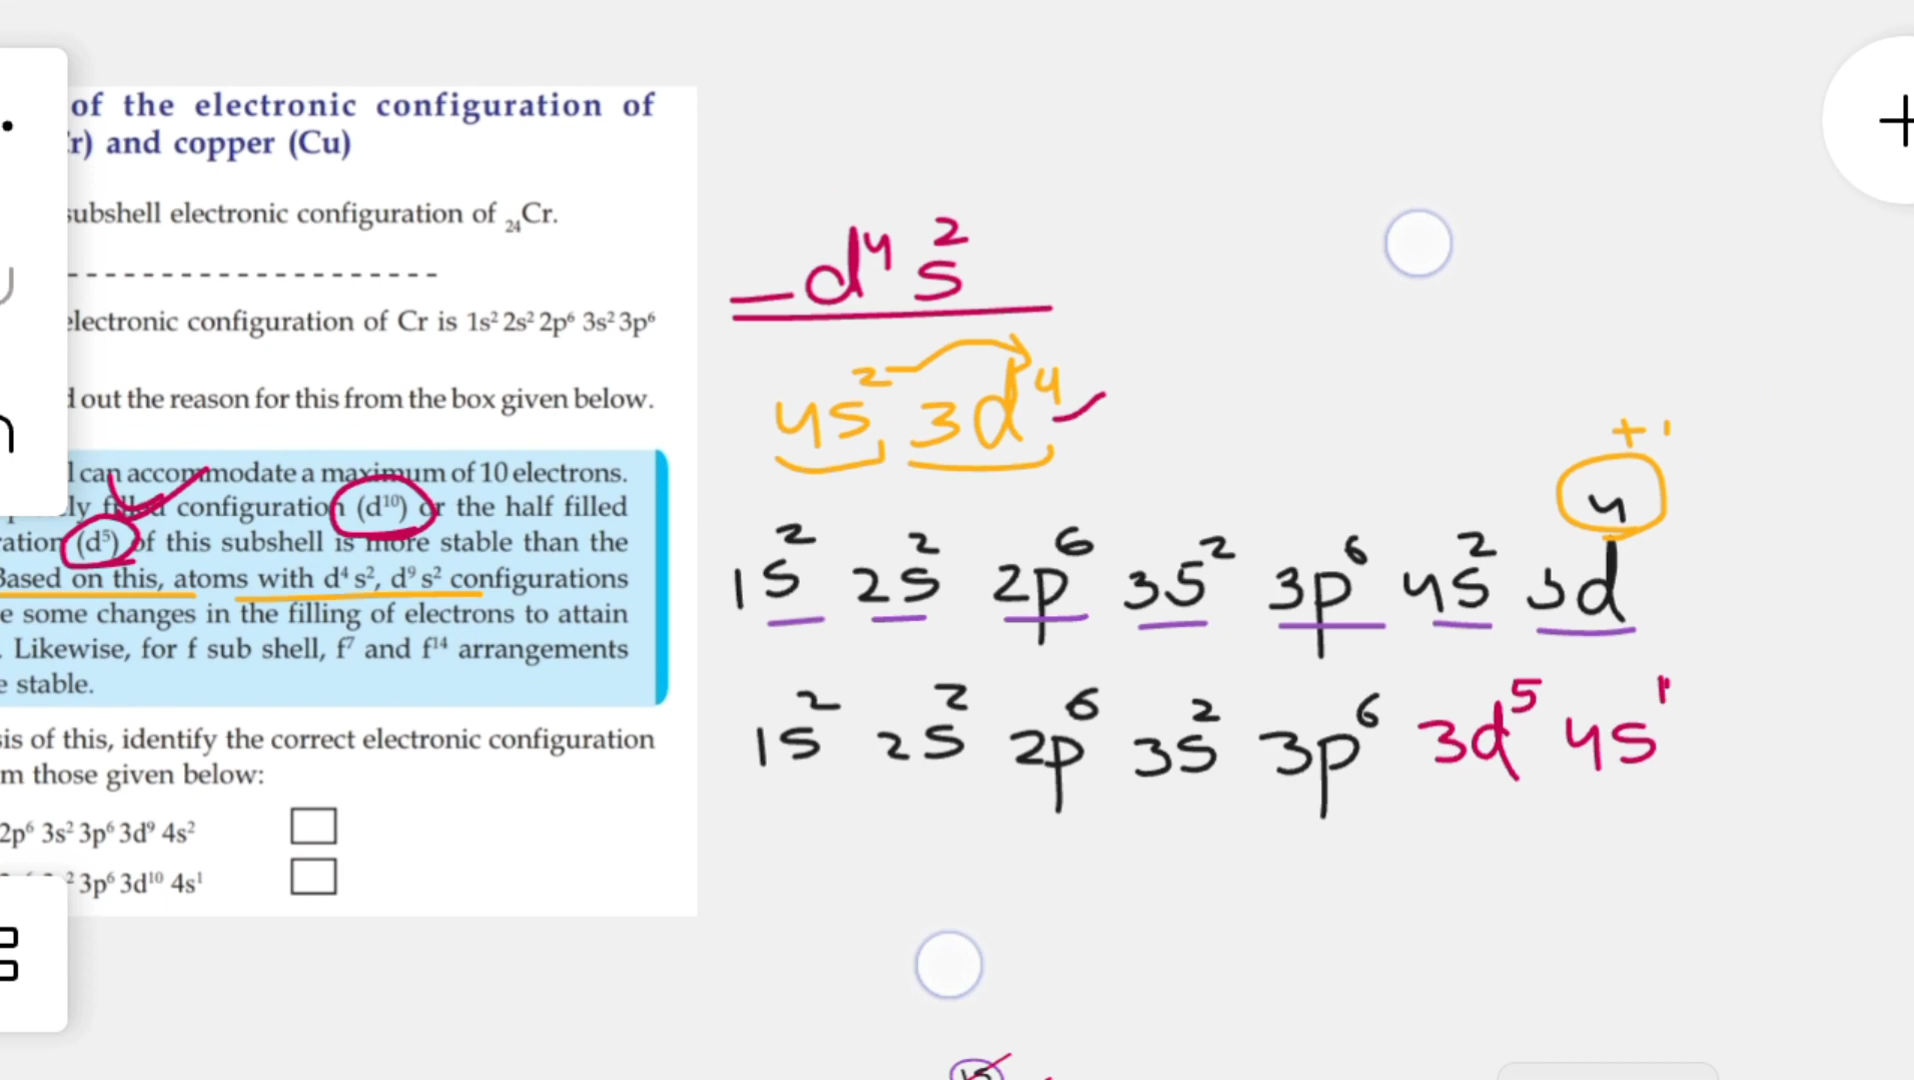 of the electronic configuration of
r) and copper (Cu)
subshell electronic configuration of ₂₄Cr.
electronic configuration of Cr is 1s² 2s² 2p⁶ 3s² 3p⁶
out the reason for this from the box given below.
can accommodate a maximum of 10 electrons.
ly filled configuration (d¹⁰) or the half filled
ation (d⁵) of this subshell is more stable than the
Based on this, atoms with d⁴ s², d⁹ s² configurations
e some changes in the filling of electrons to attain
. Likewise, for f sub shell, f⁷ and f¹⁴ arrangements
e stable.
sis of this, identify the correct electronic configuration
m those given below:
2p⁶ 3s² 3p⁶ 3d⁹ 4s²
² 3p⁶ 3d¹⁰ 4s¹
d⁴ s²
4s² 3d⁴
+1
1s² 2s² 2p⁶ 3s² 3p⁶ 4s² 3d⁴
1s² 2s² 2p⁶ 3s² 3p⁶ 3d⁵ 4s¹